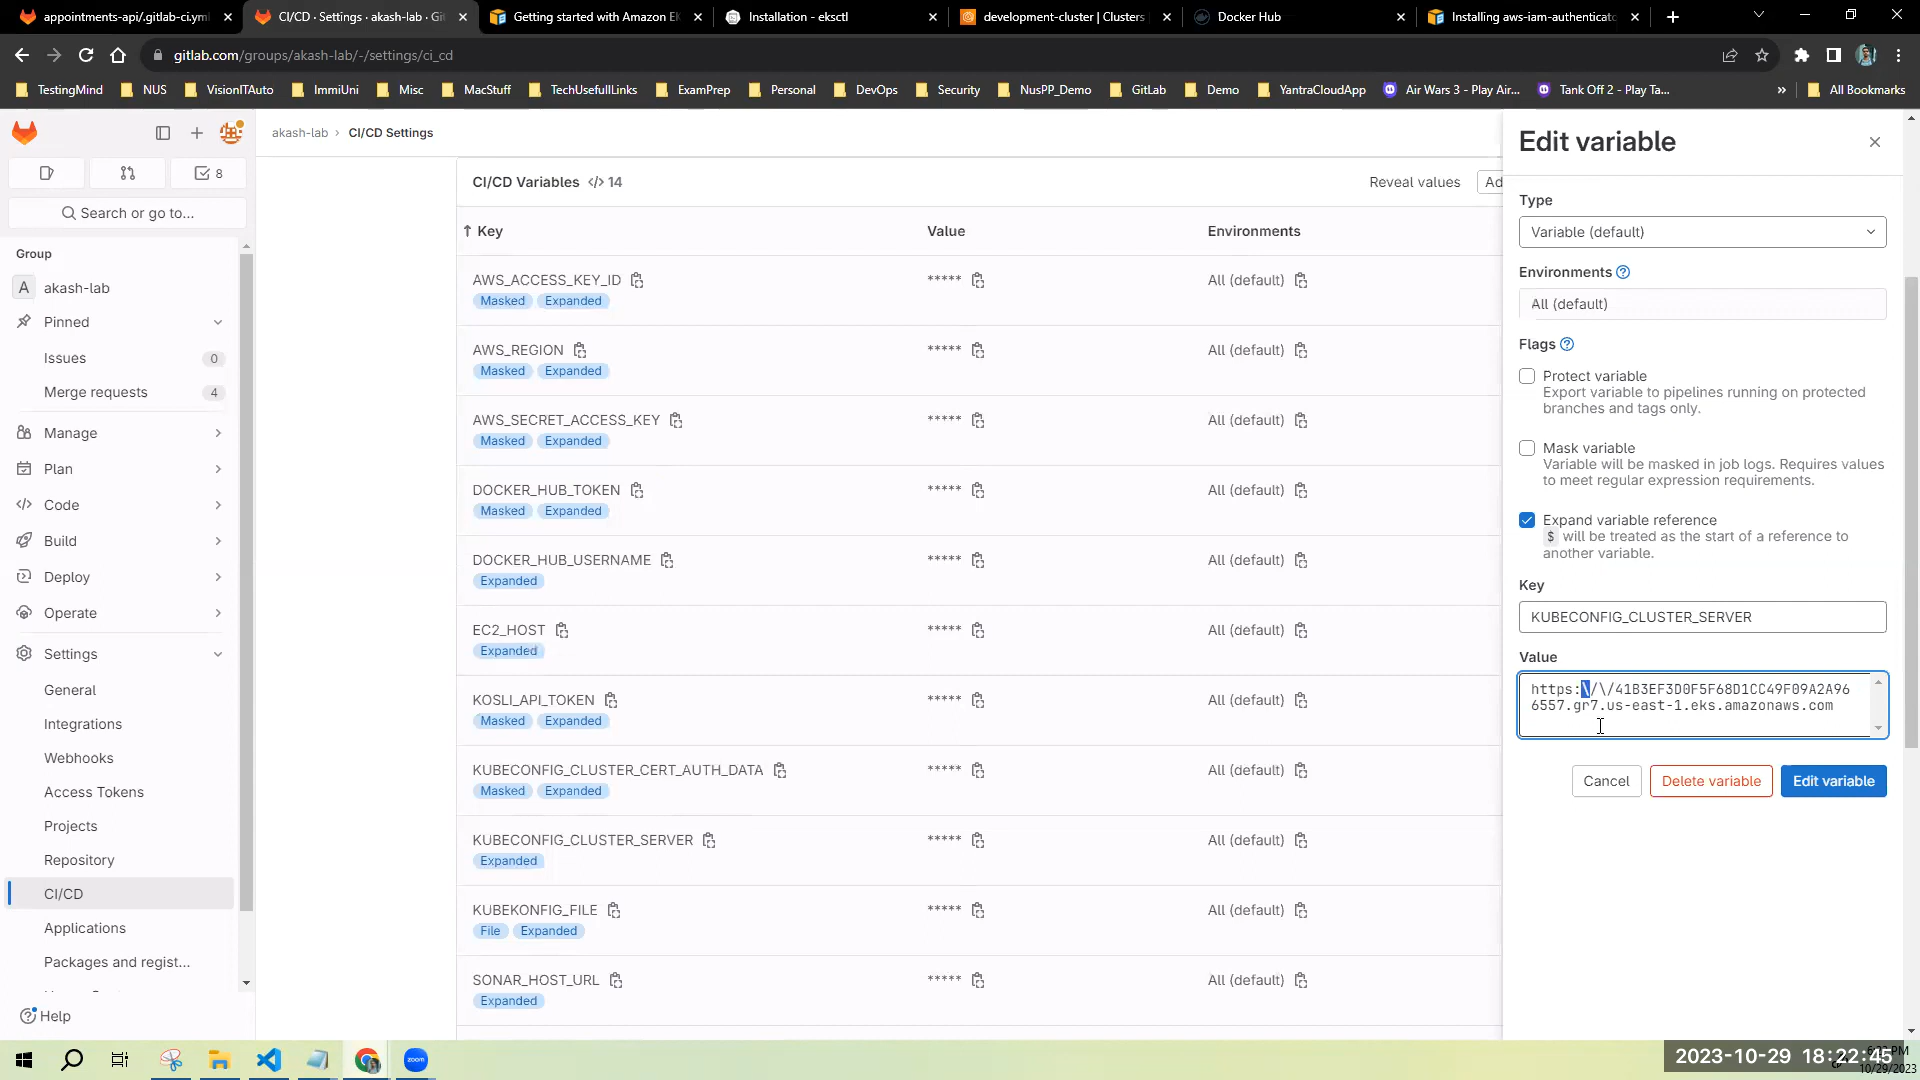 appointments-api/.gitlab-ci.yml
CI/CD · Settings · akash-lab · Git
Getting started with Amazon EK
Installation - eksctl
development-cluster | Clusters
Docker Hub
Installing aws-iam-authenticato
gitlab.com/groups/akash-lab/-/settings/ci_cd
TestingMind
NUS
VisionITAuto
ImmiUni
Misc
MacStuff
TechUsefullLinks
ExamPrep
Personal
DevOps
Security
NusPP_Demo
GitLab
Demo
YantraCloudApp
Air Wars 3 - Play Air...
Tank Off 2 - Play Ta...
»
All Bookmarks
8
Search or go to...
Group
A akash-lab
Pinned
Issues 0
Merge requests 4
Manage
Plan
Code
Build
Deploy
Operate
Settings
General
Integrations
Webhooks
Access Tokens
Projects
Repository
CI/CD
Applications
Packages and regist...
Help
akash-lab › CI/CD Settings
CI/CD Variables </> 14
Reveal values
Ad
↑ Key Value Environments
AWS_ACCESS_KEY_ID ***** All (default)
Masked Expanded
AWS_REGION ***** All (default)
Masked Expanded
AWS_SECRET_ACCESS_KEY ***** All (default)
Masked Expanded
DOCKER_HUB_TOKEN ***** All (default)
Masked Expanded
DOCKER_HUB_USERNAME ***** All (default)
Expanded
EC2_HOST ***** All (default)
Expanded
KOSLI_API_TOKEN ***** All (default)
Masked Expanded
KUBECONFIG_CLUSTER_CERT_AUTH_DATA ***** All (default)
Masked Expanded
KUBECONFIG_CLUSTER_SERVER ***** All (default)
Expanded
KUBEKONFIG_FILE ***** All (default)
File Expanded
SONAR_HOST_URL ***** All (default)
Expanded
Edit variable
Type
Variable (default)
Environments
All (default)
Flags
Protect variable
Export variable to pipelines running on protected
branches and tags only.
Mask variable
Variable will be masked in job logs. Requires values
to meet regular expression requirements.
Expand variable reference
$ will be treated as the start of a reference to
another variable.
Key
KUBECONFIG_CLUSTER_SERVER
Value
https:\/\/41B3EF3D0F5F68D1CC49F09A2A96
6557.gr7.us-east-1.eks.amazonaws.com
Cancel
Delete variable
Edit variable
zoom
2023-10-29 18:22:45
10/29/2023